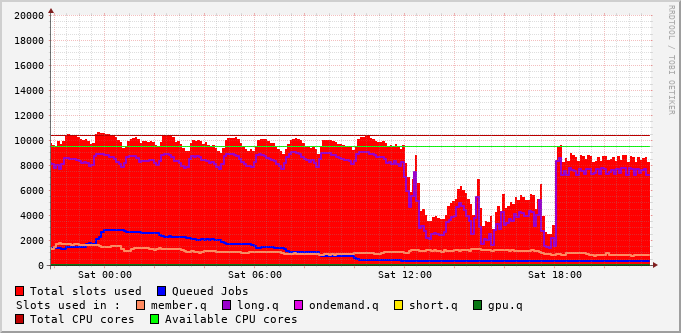 RRDTOOL / TOBI OETIKER
20000
18000
16000
14000
12000
10000
8000
6000
4000
2000
0
Sat 00:00 Sat 06:00 Sat 12:00 Sat 18:00
Total slots used Queued Jobs
Slots used in : member.q long.q ondemand.q short.q gpu.q
Total CPU cores Available CPU cores